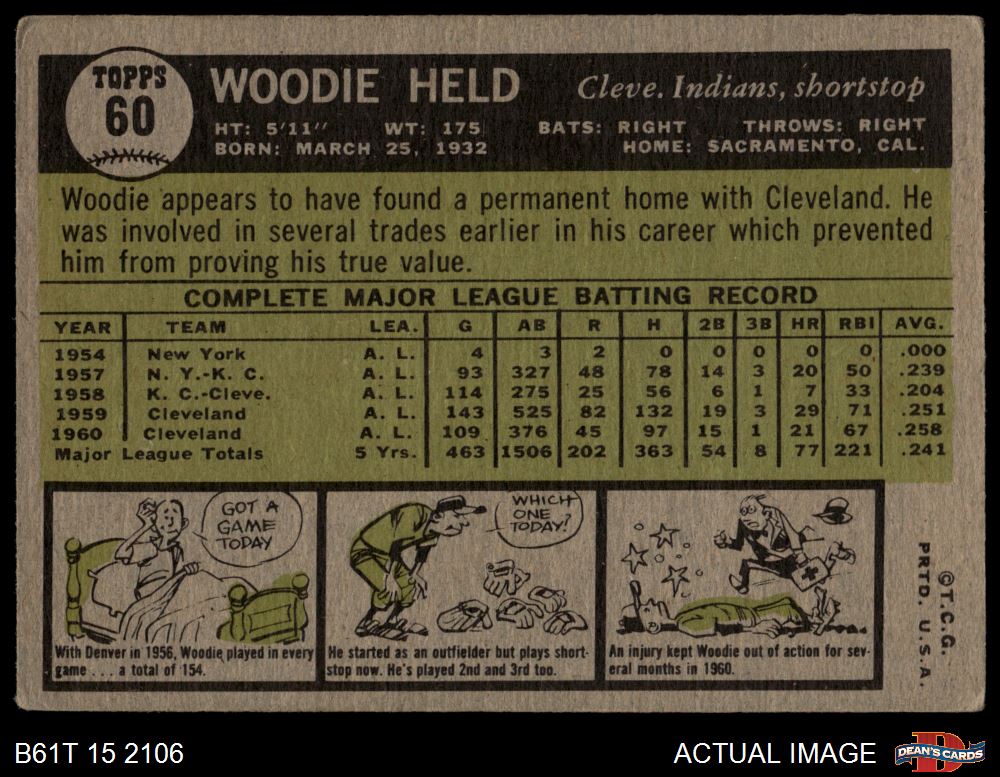 TOPPS
60
WOODIE HELD
Cleve. Indians, shortstop
HT: 5'11" WT: 175 BATS: RIGHT THROWS: RIGHT
BORN: MARCH 25, 1932 HOME: SACRAMENTO, CAL.
Woodie appears to have found a permanent home with Cleveland. He
was involved in several trades earlier in his career which prevented
him from proving his true value.
COMPLETE MAJOR LEAGUE BATTING RECORD
YEAR TEAM LEA. G AB R H 2B 3B HR RBI AVG.
1954 New York A. L. 4 3 2 0 0 0 0 0 .000
1957 N. Y.-K. C. A. L. 93 327 48 78 14 3 20 50 .239
1958 K. C.-Cleve. A. L. 114 275 25 56 6 1 7 33 .204
1959 Cleveland A. L. 143 525 82 132 19 3 29 71 .251
1960 Cleveland A. L. 109 376 45 97 15 1 21 67 .258
Major League Totals 5 Yrs. 463 1506 202 363 54 8 77 221 .241
GOT A
GAME
TODAY
With Denver in 1956, Woodie played in every
game . . . a total of 154.
WHICH
ONE
TODAY!
He started as an outfielder but plays short-
stop now. He's played 2nd and 3rd too.
An injury kept Woodie out of action for sev-
eral months in 1960.
© T.C.G.
PRTD. U.S.A.
B61T 15 2106
ACTUAL IMAGE
D
DEAN'S CARDS